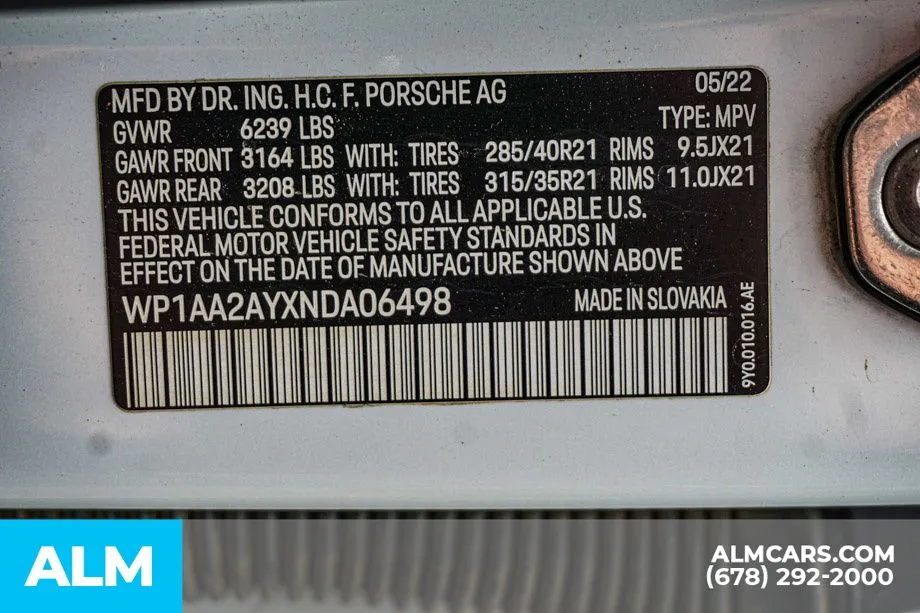 MFD BY DR. ING. H.C. F. PORSCHE AG 05/22
GVWR 6239 LBS TYPE: MPV
GAWR FRONT 3164 LBS WITH: TIRES 285/40R21 RIMS 9.5JX21
GAWR REAR 3208 LBS WITH: TIRES 315/35R21 RIMS 11.0JX21
THIS VEHICLE CONFORMS TO ALL APPLICABLE U.S.
FEDERAL MOTOR VEHICLE SAFETY STANDARDS IN
EFFECT ON THE DATE OF MANUFACTURE SHOWN ABOVE
WP1AA2AYXNDA06498 MADE IN SLOVAKIA
9Y0.010.016.AE
ALM
ALMCARS.COM
(678) 292-2000